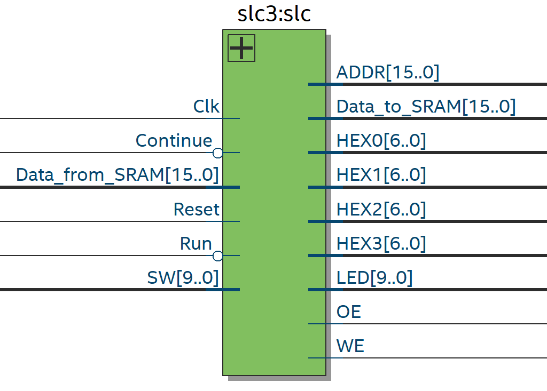 slc3:slc
Clk
Continue
Data_from_SRAM[15..0]
Reset
Run
SW[9..0]
ADDR[15..0]
Data_to_SRAM[15..0]
HEX0[6..0]
HEX1[6..0]
HEX2[6..0]
HEX3[6..0]
LED[9..0]
OE
WE